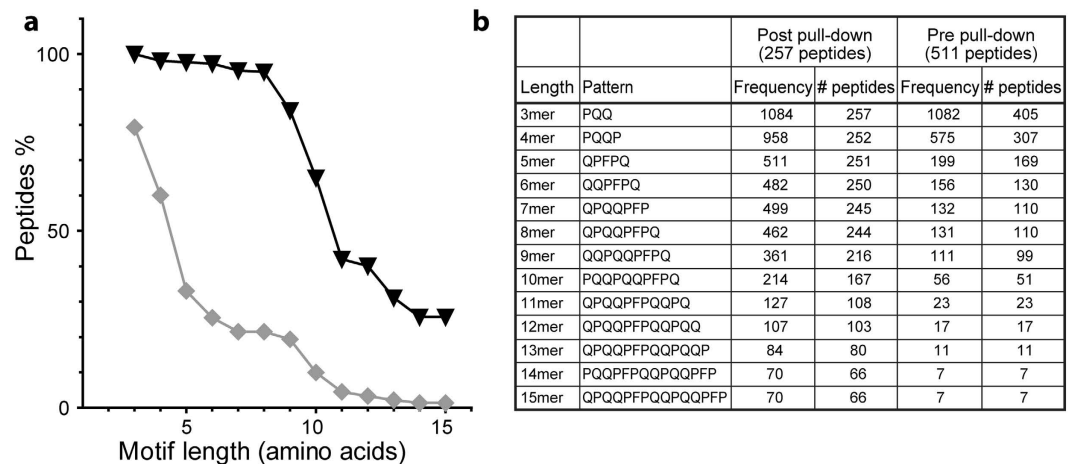 a
100
50
0
Peptides %
5 10 15
Motif length (amino acids)
b
Post pull-down Pre pull-down
(257 peptides) (511 peptides)
Length Pattern Frequency # peptides Frequency # peptides
3mer PQQ 1084 257 1082 405
4mer PQQP 958 252 575 307
5mer QPFPQ 511 251 199 169
6mer QQPFPQ 482 250 156 130
7mer QPQQPFP 499 245 132 110
8mer QPQQPFPQ 462 244 131 110
9mer QQPQQPFPQ 361 216 111 99
10mer PQQPQQPFPQ 214 167 56 51
11mer QPQQPFPQQPQ 127 108 23 23
12mer QPQQPFPQQPQQ 107 103 17 17
13mer QPQQPFPQQPQQP 84 80 11 11
14mer PQQPFPQQPQQPFP 70 66 7 7
15mer QPQQPFPQQPQQPFP 70 66 7 7